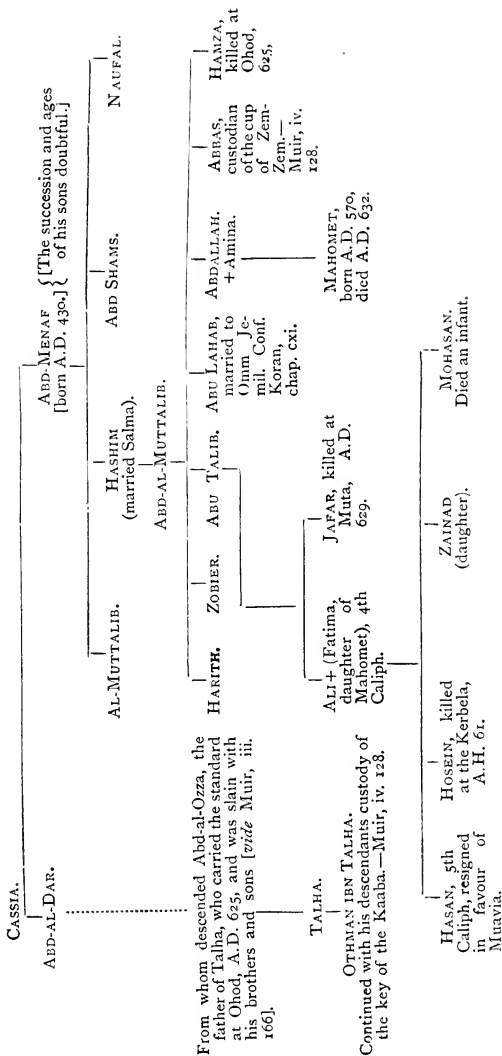 CASSIA.
ABD-AL-DAR.
ABD-MENAF
[born A.D. 430.]
{[The succession and ages
of his sons doubtful.]
AL-MUTTALIB.
HASHIM
(married Salma).
ABD SHAMS.
NAUFAL.
ABD-AL-MUTTALIB.
From whom descended Abd-al-Ozza, the
father of Talha, who carried the standard
at Ohod, A.D. 625, and was slain with
his brothers and sons [vide Muir, iii.
166].
HARITH.
ZOBIER.
ABU TALIB.
ABU LAHAB,
married to
Omm Je-
mil. Conf.
Koran,
chap. cxi.
ABDALLAH.
+Amina.
ABBAS,
custodian
of the cup
of Zem-
Zem.—
Muir, iv.
128.
HAMZA,
killed at
Ohod,
625,
TALHA.
OTHMAN IBN TALHA.
Continued with his descendants custody of
the key of the Kaaba.—Muir, iv. 128.
ALI+ (Fatima,
daughter of
Mahomet), 4th
Caliph.
JAFAR, killed at
Muta, A.D.
629.
MAHOMET,
born A.D. 570,
died A.D. 632.
HASAN, 5th
Caliph, resigned
in favour of
Muavia.
HOSEIN, killed
at the Kerbela,
A.H. 61.
ZAINAD
(daughter).
MOHASAN.
Died an infant.